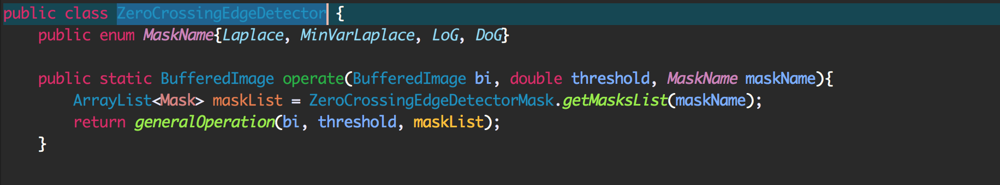 public class ZeroCrossingEdgeDetector {
public enum MaskName{Laplace, MinVarLaplace, LoG, DoG}
public static BufferedImage operate(BufferedImage bi, double threshold, MaskName maskName){
ArrayList<Mask> maskList = ZeroCrossingEdgeDetectorMask.getMasksList(maskName);
return generalOperation(bi, threshold, maskList);
}